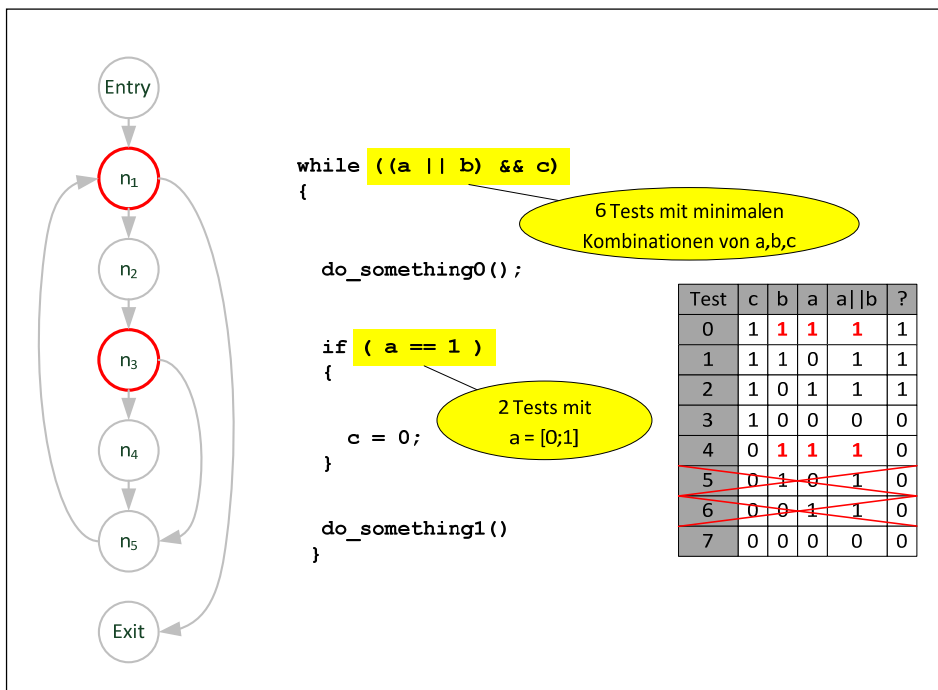 Entry
n1
n2
n3
n4
n5
Exit
while ((a || b) && c)
{
6 Tests mit minimalen
Kombinationen von a,b,c
do_something0();
if ( a == 1 )
{
2 Tests mit
a = [0;1]
c = 0;
}
do_something1()
}
Test c b a a||b ?
0 1 1 1 1 1
1 1 1 0 1 1
2 1 0 1 1 1
3 1 0 0 0 0
4 0 1 1 1 0
5 0 1 0 1 0
6 0 0 1 1 0
7 0 0 0 0 0